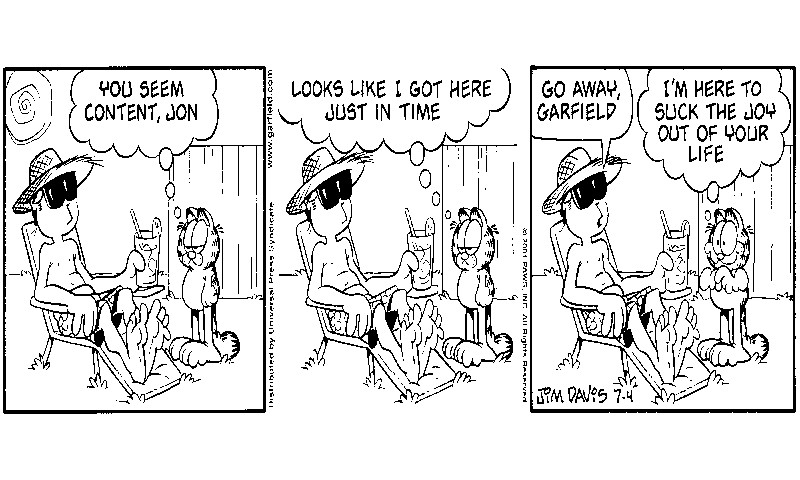 YOU SEEM
CONTENT, JON
www.garfield.com
Distributed by Universal Press Syndicate
LOOKS LIKE I GOT HERE
JUST IN TIME
© 2001 PAWS, INC. All Rights Reserved
GO AWAY,
GARFIELD
I'M HERE TO
SUCK THE JOY
OUT OF YOUR
LIFE
JIM DAVIS 7-4